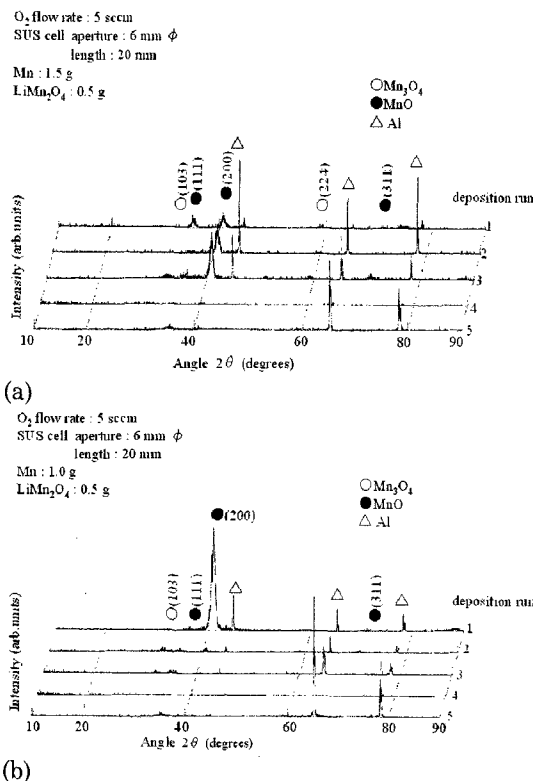 O2 flow rate : 5 sccm
SUS cell aperture : 6 mm ϕ
length : 20 mm
Mn : 1.5 g
LiMn2O4 : 0.5 g
○Mn3O4
●MnO
△ Al
○(103)
●(111)
●(200)
△
○(224)
△
●(311)
△
deposition run
1
2
3
4
5
Intensity (arb.units)
10 20 40 60 80 90
Angle 2θ (degrees)
(a)
O2 flow rate : 5 sccm
SUS cell aperture : 6 mm ϕ
length : 20 mm
Mn : 1.0 g
LiMn2O4 : 0.5 g
○Mn3O4
●MnO
△ Al
●(200)
○(103)
●(111)
△
△
●(311)
△
deposition run
1
2
3
4
5
Intensity (arb.units)
10 20 40 60 80 90
Angle 2θ (degrees)
(b)